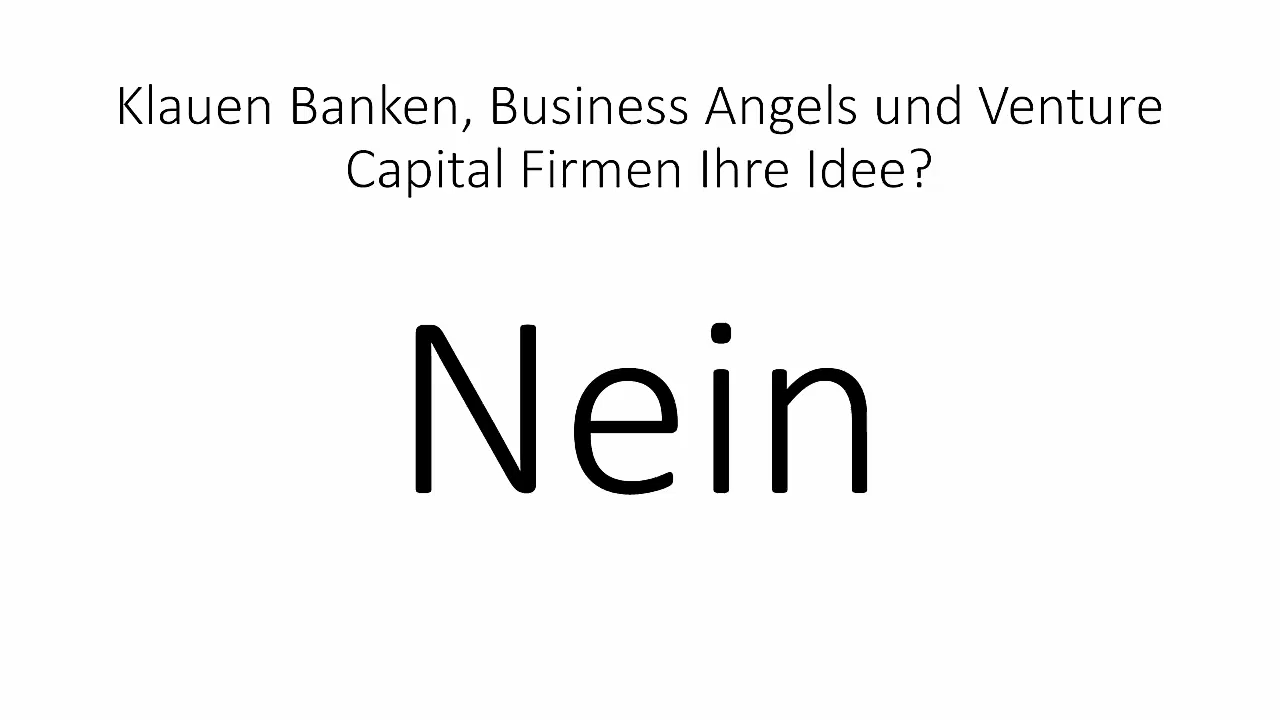 Klauen Banken, Business Angels und Venture
Capital Firmen Ihre Idee?
Nein